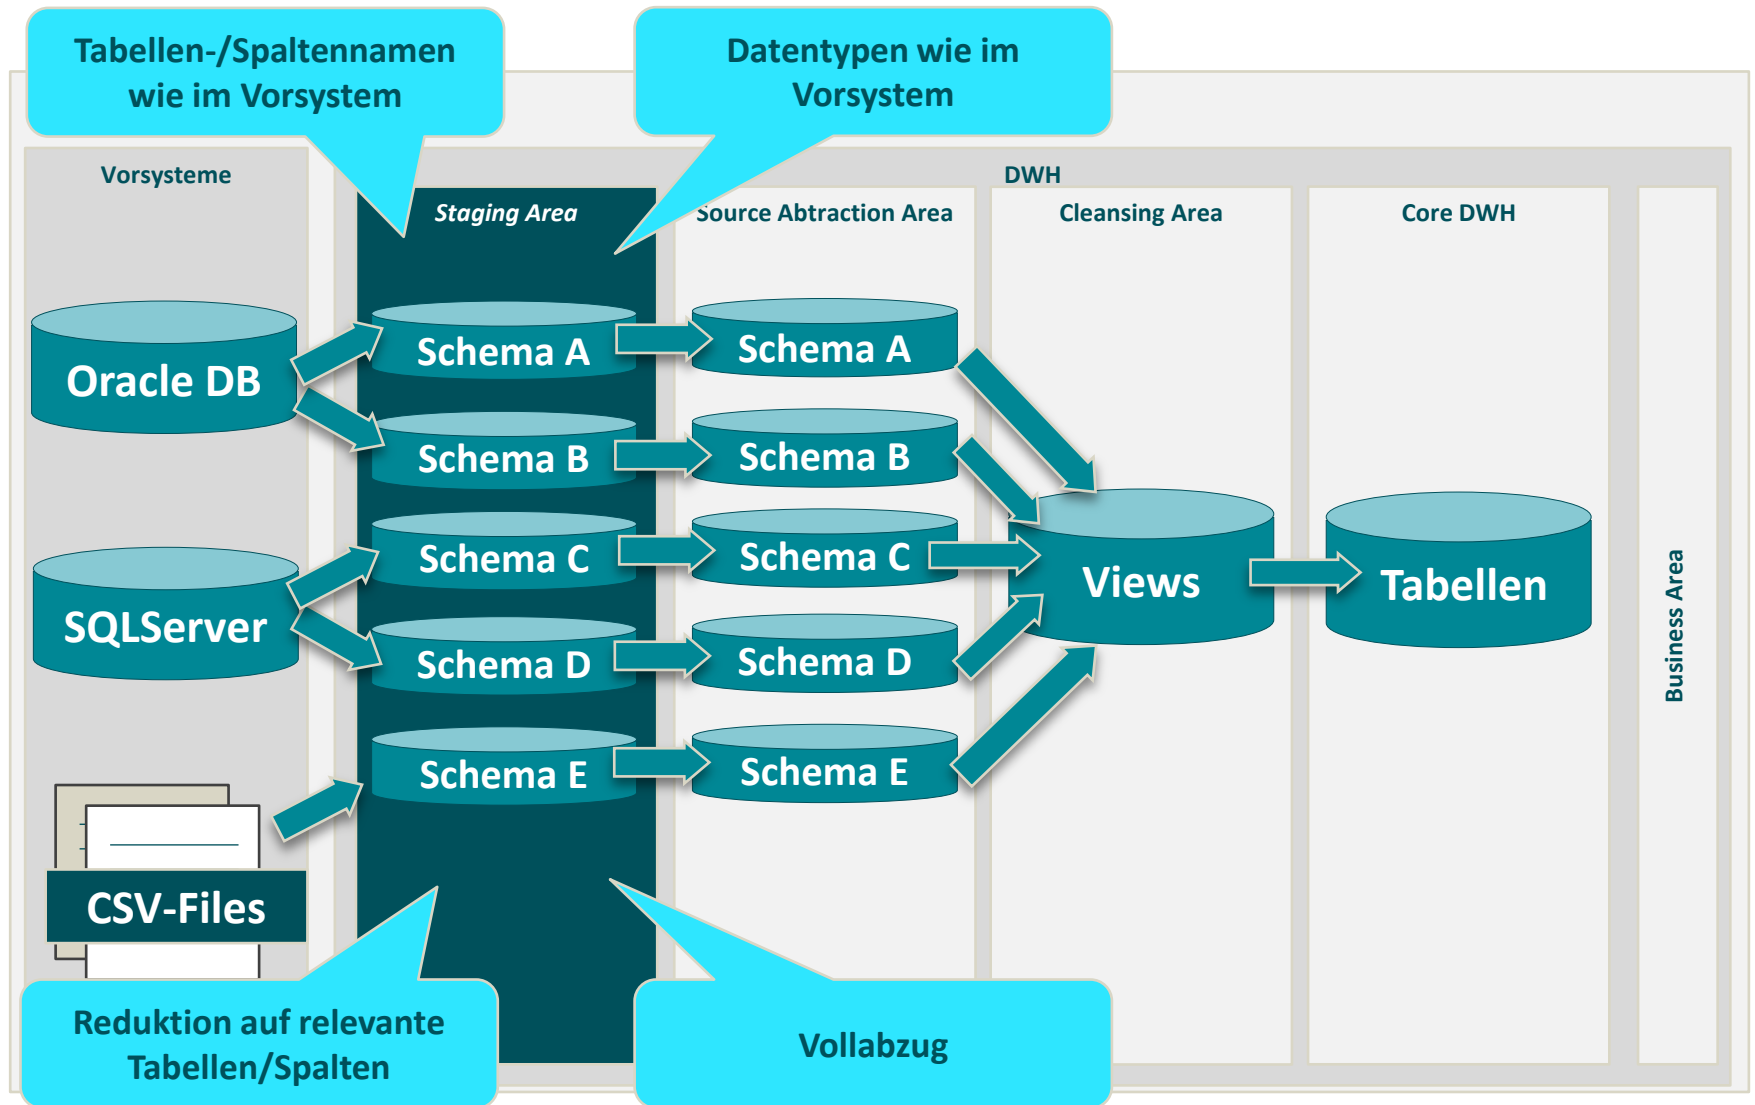 Tabellen-/Spaltennamen
wie im Vorsystem
Datentypen wie im
Vorsystem
Vorsysteme
DWH
Staging Area
Source Abtraction Area
Cleansing Area
Core DWH
Oracle DB
Schema A
Schema A
Schema B
Schema B
Schema C
Schema C
SQLServer
Views
Tabellen
Business Area
Schema D
Schema D
Schema E
Schema E
CSV-Files
Reduktion auf relevante
Tabellen/Spalten
Vollabzug